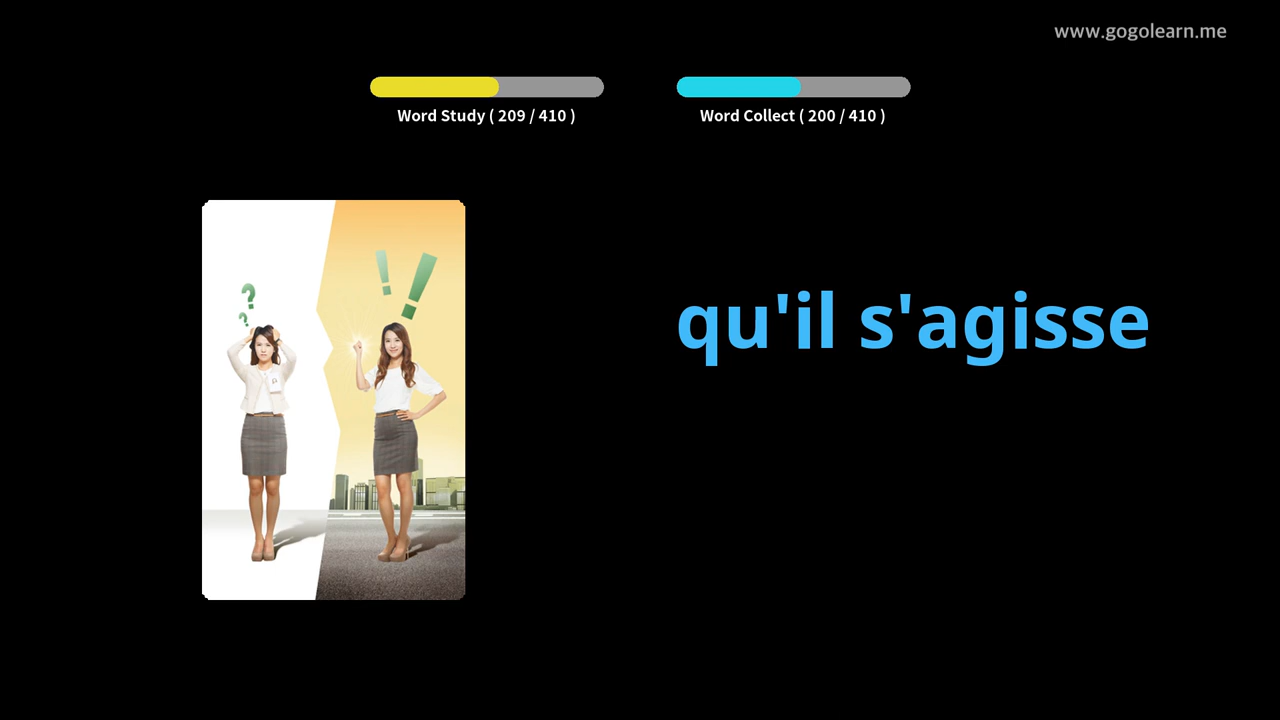 www.gogolearn.me
Word Study ( 209 / 410 )
Word Collect ( 200 / 410 )
? ? ! !
qu'il s'agisse